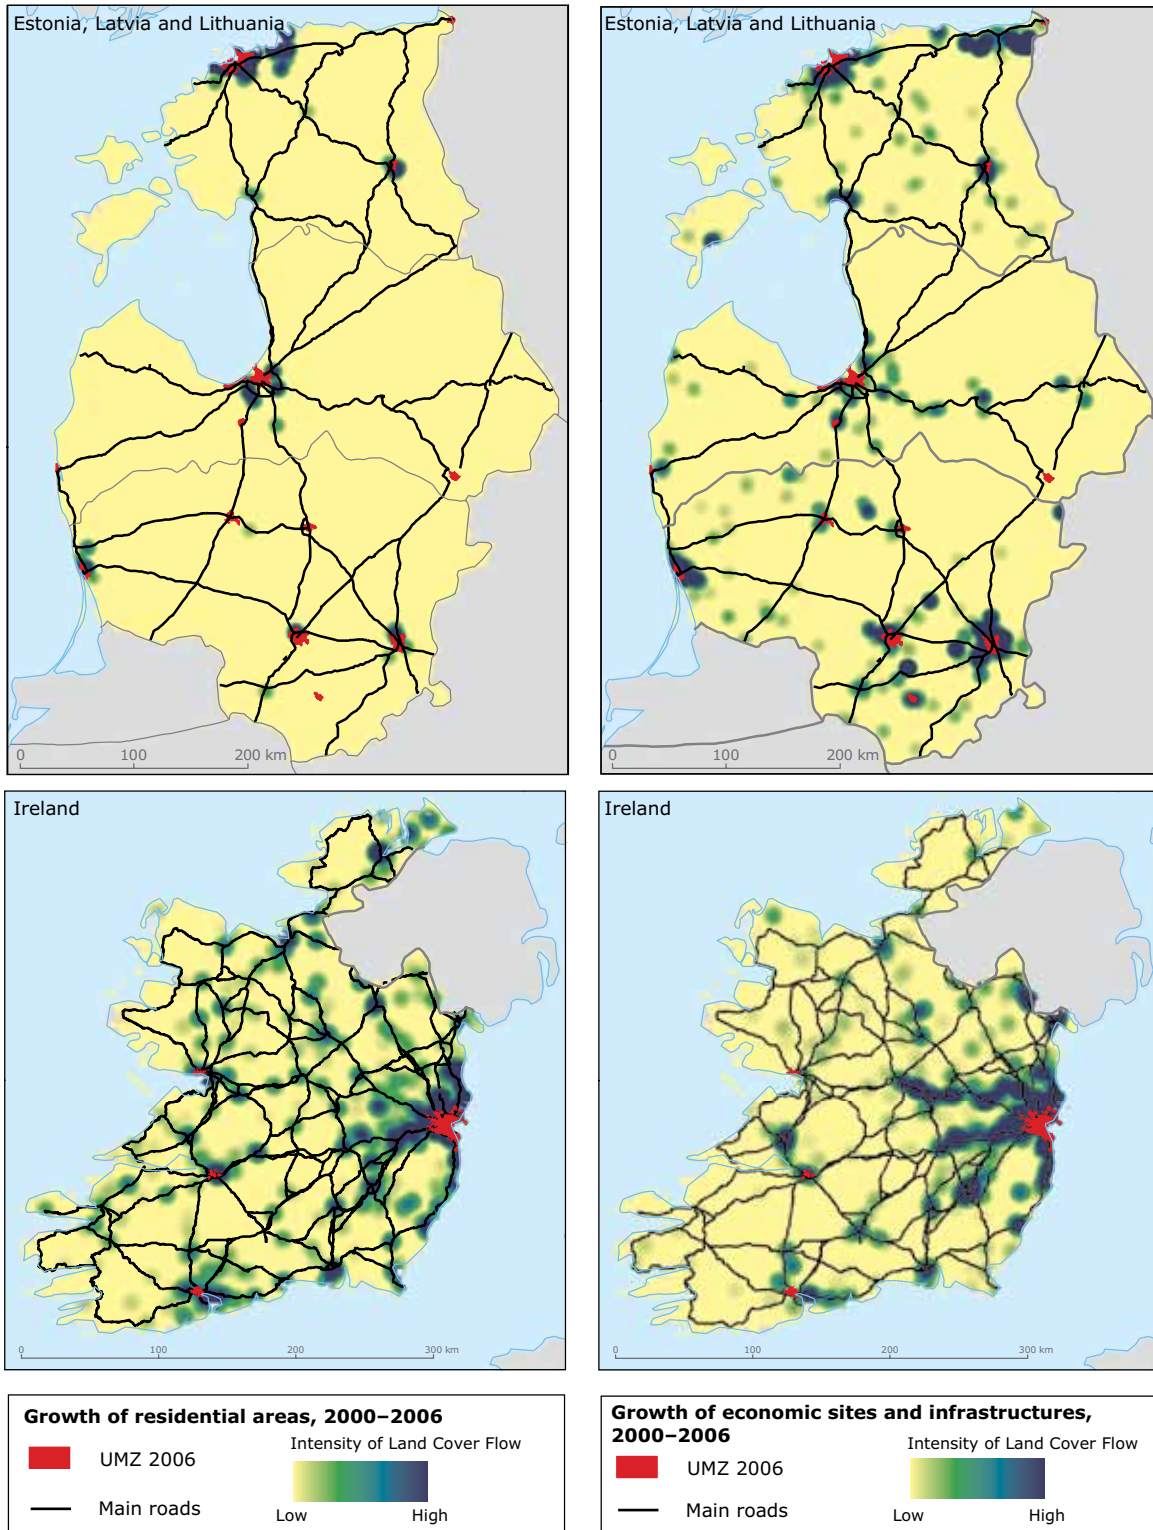 Estonia, Latvia and Lithuania
0 100 200 km
Estonia, Latvia and Lithuania
0 100 200 km
Ireland
0 100 200 300 km
Ireland
0 100 200 300 km
Growth of residential areas, 2000–2006
Intensity of Land Cover Flow
UMZ 2006
Main roads
Low High
Growth of economic sites and infrastructures,
2000–2006
Intensity of Land Cover Flow
UMZ 2006
Main roads
Low High